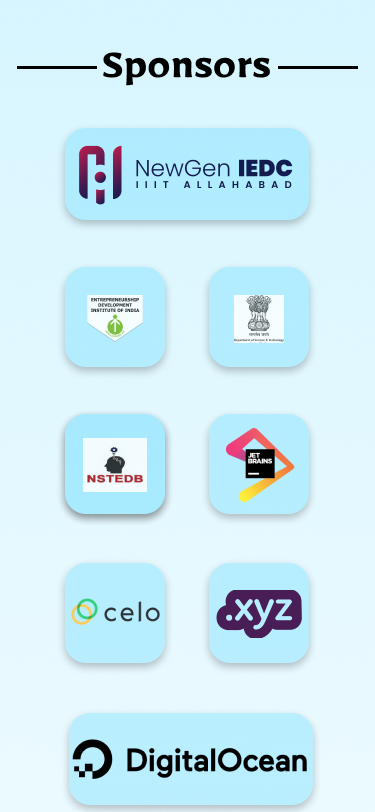 Sponsors
NewGen IEDC
IIIT ALLAHABAD
ENTREPRENEURSHIP
DEVELOPMENT
INSTITUTE OF INDIA
सत्यमेव जयते
Department of Science & Technology
NSTEDB
JET
BRAINS
celo
.xyz
DigitalOcean